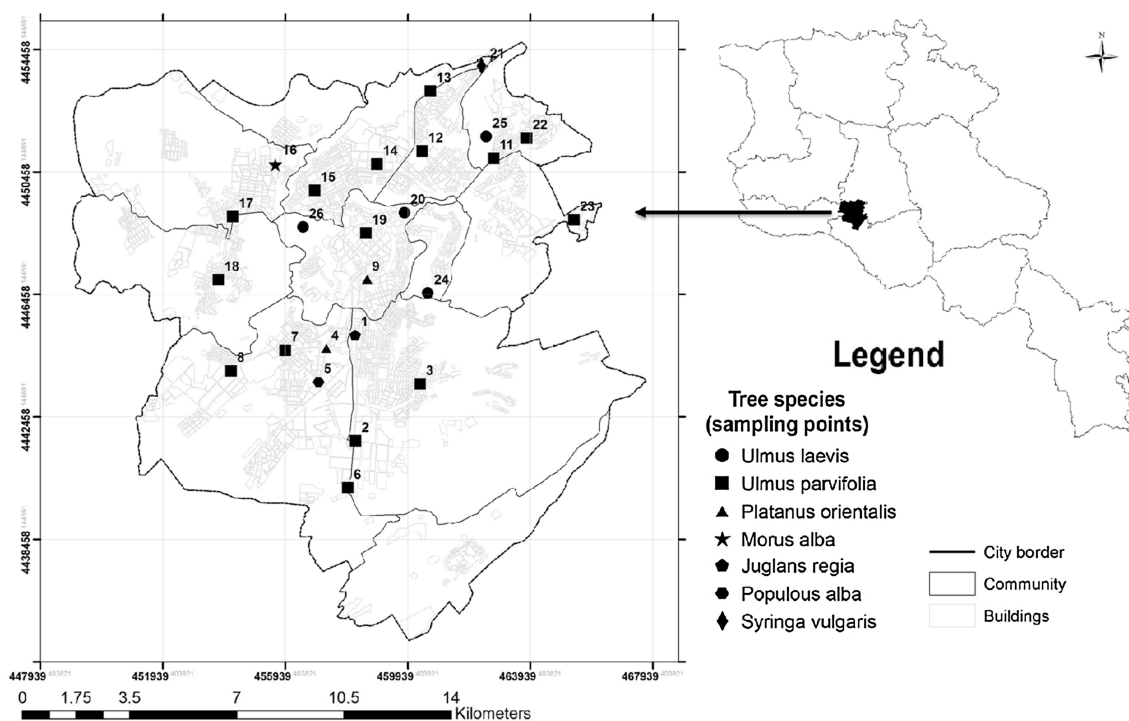 N
4454458
4450458
4446458
4442458
4438458
21
13
25
22
12
11
14
16
15
20
23
17
26
19
18
9
24
1
7
4
8
5
3
2
6
447939
451939
455939
459939
463939
467939
0 1.75 3.5 7 10.5 14
Kilometers
Legend
Tree species
(sampling points)
Ulmus laevis
Ulmus parvifolia
Platanus orientalis
Morus alba
Juglans regia
Populous alba
Syringa vulgaris
City border
Community
Buildings